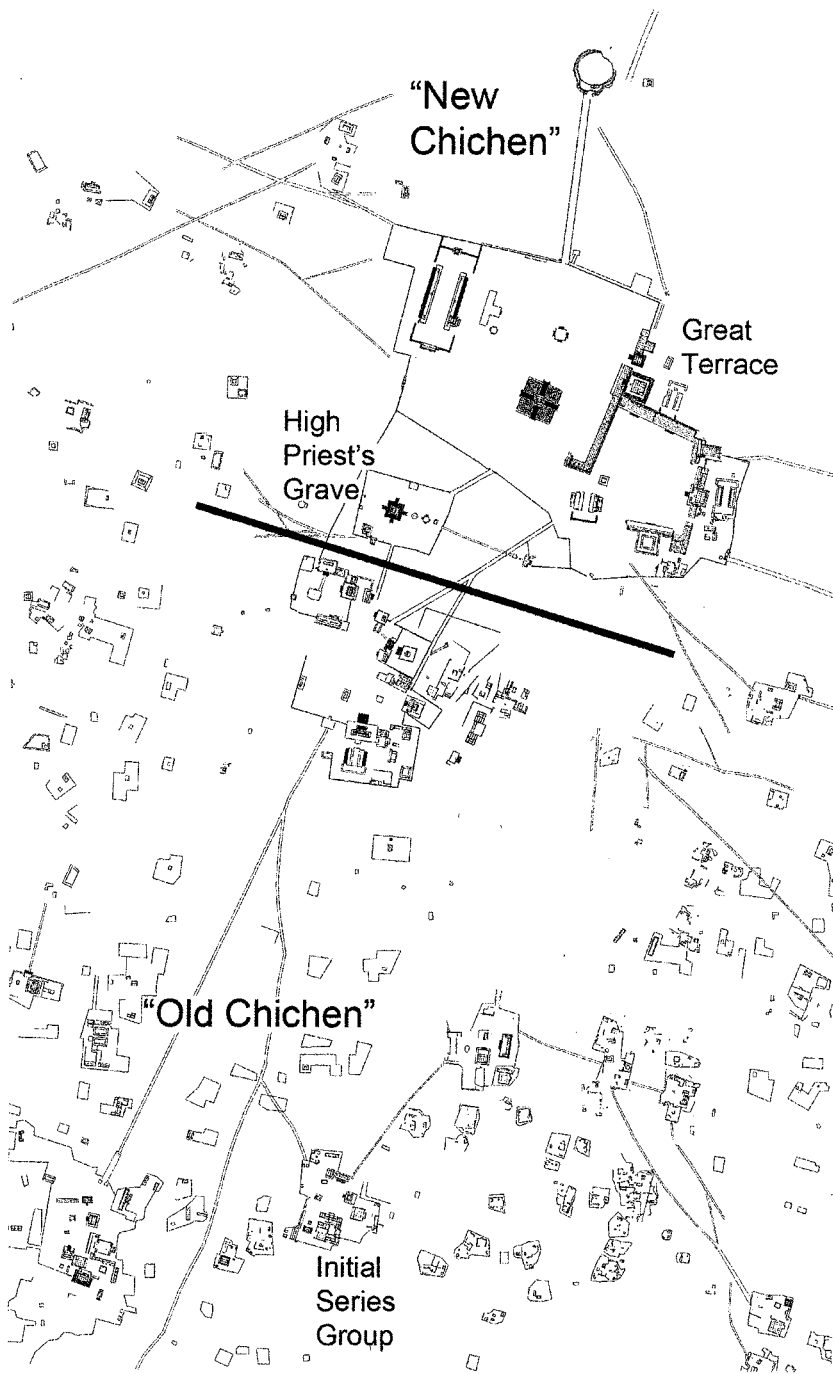 “New
Chichen”
Great
Terrace
High
Priest's
Grave
“Old Chichen”
Initial
Series
Group